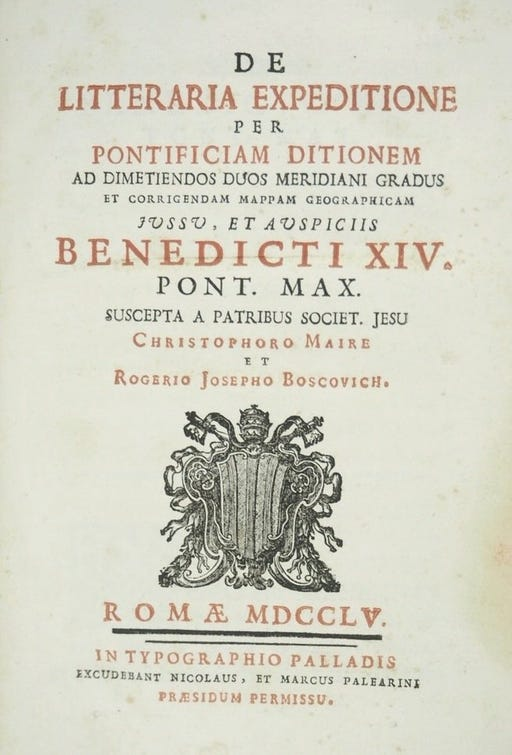 DE
LITTERARIA EXPEDITIONE
PER
PONTIFICIAM DITIONEM
AD DIMETIENDOS DUOS MERIDIANI GRADUS
ET CORRIGENDAM MAPPAM GEOGRAPHICAM
JVSSV, ET AVSPICIIS
BENEDICTI XIV.
PONT. MAX.
SUSCEPTA A PATRIBUS SOCIET. JESU
CHRISTOPHORO MAIRE
ET
ROGERIO JOSEPHO BOSCOVICH.
ROMÆ MDCCLV.
IN TYPOGRAPHIO PALLADIS
EXCUDEBANT NICOLAUS, ET MARCUS PALEARINI
PRÆSIDUM PERMISSU.